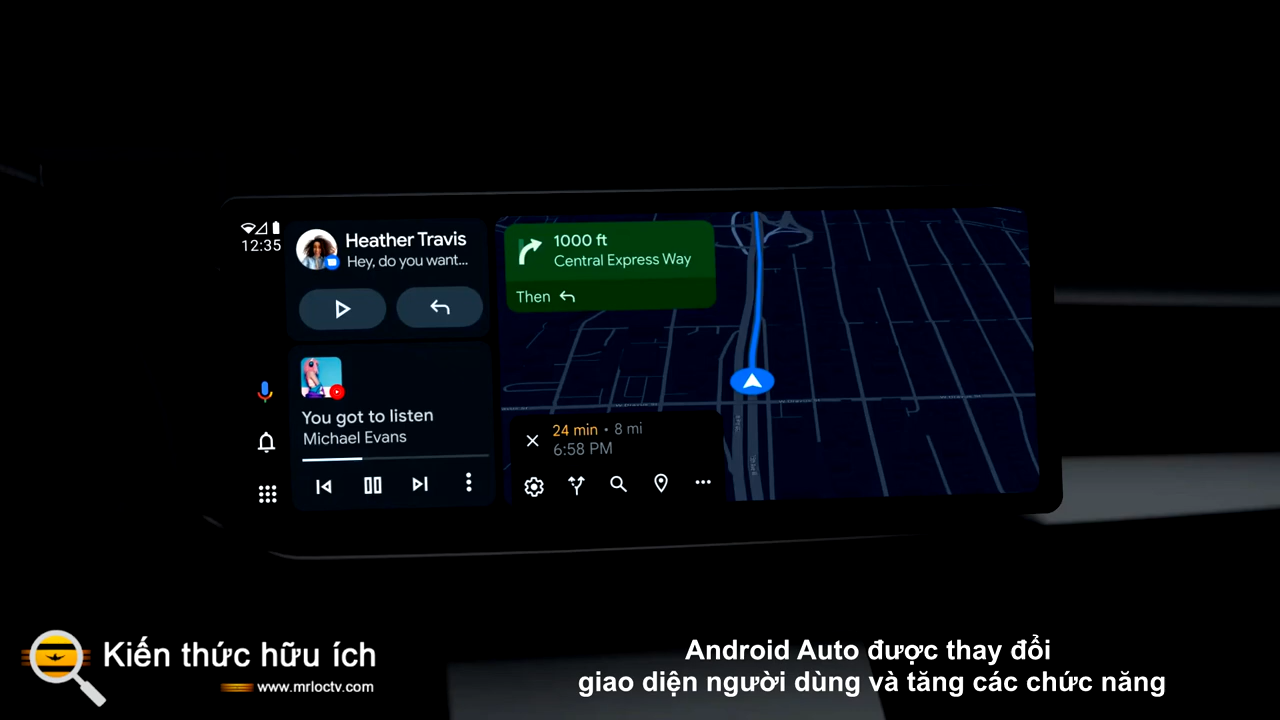 12:35
Heather Travis
Hey, do you want...
You got to listen
Michael Evans
1000 ft
Central Express Way
Then
24 min • 8 mi
6:58 PM
Kiến thức hữu ích
www.mrloctv.com
Android Auto được thay đổi
giao diện người dùng và tăng các chức năng